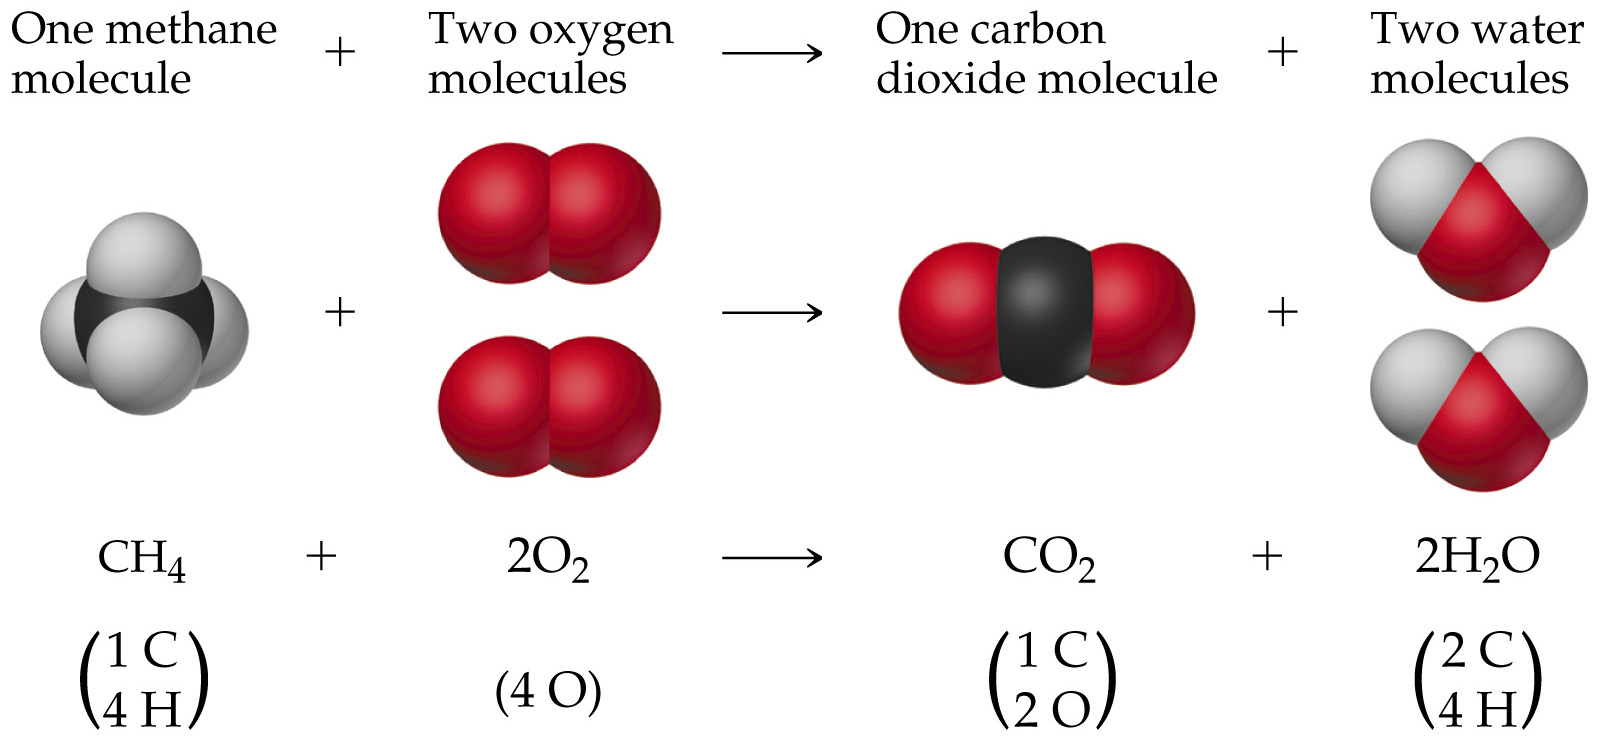 One methane molecule + Two oxygen molecules ⟶ One carbon dioxide molecule + Two water molecules
+ ⟶ +
CH₄ + 2O₂ ⟶ CO₂ + 2H₂O
(1 C 4 H) (4 O) (1 C 2 O) (2 C 4 H)